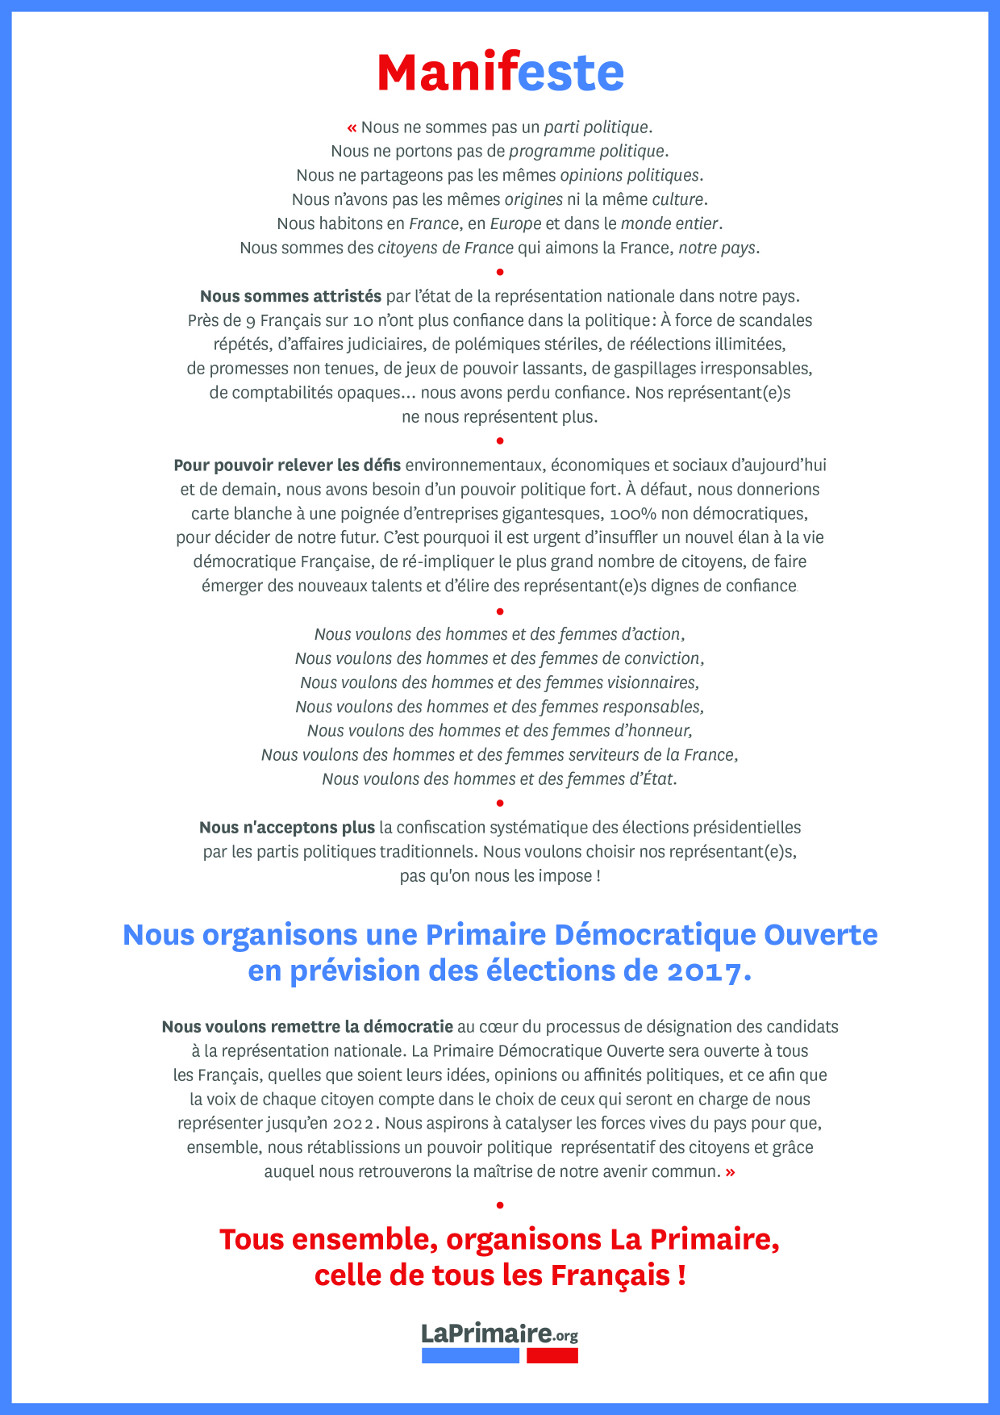 Manifeste
« Nous ne sommes pas un parti politique.
Nous ne portons pas de programme politique.
Nous ne partageons pas les mêmes opinions politiques.
Nous n’avons pas les mêmes origines ni la même culture.
Nous habitons en France, en Europe et dans le monde entier.
Nous sommes des citoyens de France qui aimons la France, notre pays.
•
Nous sommes attristés par l’état de la représentation nationale dans notre pays.
Près de 9 Français sur 10 n’ont plus confiance dans la politique : À force de scandales
répétés, d’affaires judiciaires, de polémiques stériles, de réélections illimitées,
de promesses non tenues, de jeux de pouvoir lassants, de gaspillages irresponsables,
de comptabilités opaques... nous avons perdu confiance. Nos représentant(e)s
ne nous représentent plus.
•
Pour pouvoir relever les défis environnementaux, économiques et sociaux d’aujourd’hui
et de demain, nous avons besoin d’un pouvoir politique fort. À défaut, nous donnerions
carte blanche à une poignée d’entreprises gigantesques, 100% non démocratiques,
pour décider de notre futur. C’est pourquoi il est urgent d’insuffler un nouvel élan à la vie
démocratique Française, de ré-impliquer le plus grand nombre de citoyens, de faire
émerger des nouveaux talents et d’élire des représentant(e)s dignes de confiance
•
Nous voulons des hommes et des femmes d’action,
Nous voulons des hommes et des femmes de conviction,
Nous voulons des hommes et des femmes visionnaires,
Nous voulons des hommes et des femmes responsables,
Nous voulons des hommes et des femmes d’honneur,
Nous voulons des hommes et des femmes serviteurs de la France,
Nous voulons des hommes et des femmes d’État.
•
Nous n'acceptons plus la confiscation systématique des élections présidentielles
par les partis politiques traditionnels. Nous voulons choisir nos représentant(e)s,
pas qu'on nous les impose !
Nous organisons une Primaire Démocratique Ouverte
en prévision des élections de 2017.
Nous voulons remettre la démocratie au cœur du processus de désignation des candidats
à la représentation nationale. La Primaire Démocratique Ouverte sera ouverte à tous
les Français, quelles que soient leurs idées, opinions ou affinités politiques, et ce afin que
la voix de chaque citoyen compte dans le choix de ceux qui seront en charge de nous
représenter jusqu’en 2022. Nous aspirons à catalyser les forces vives du pays pour que,
ensemble, nous rétablissions un pouvoir politique représentatif des citoyens et grâce
auquel nous retrouverons la maîtrise de notre avenir commun. »
•
Tous ensemble, organisons La Primaire,
celle de tous les Français !
LaPrimaire.org